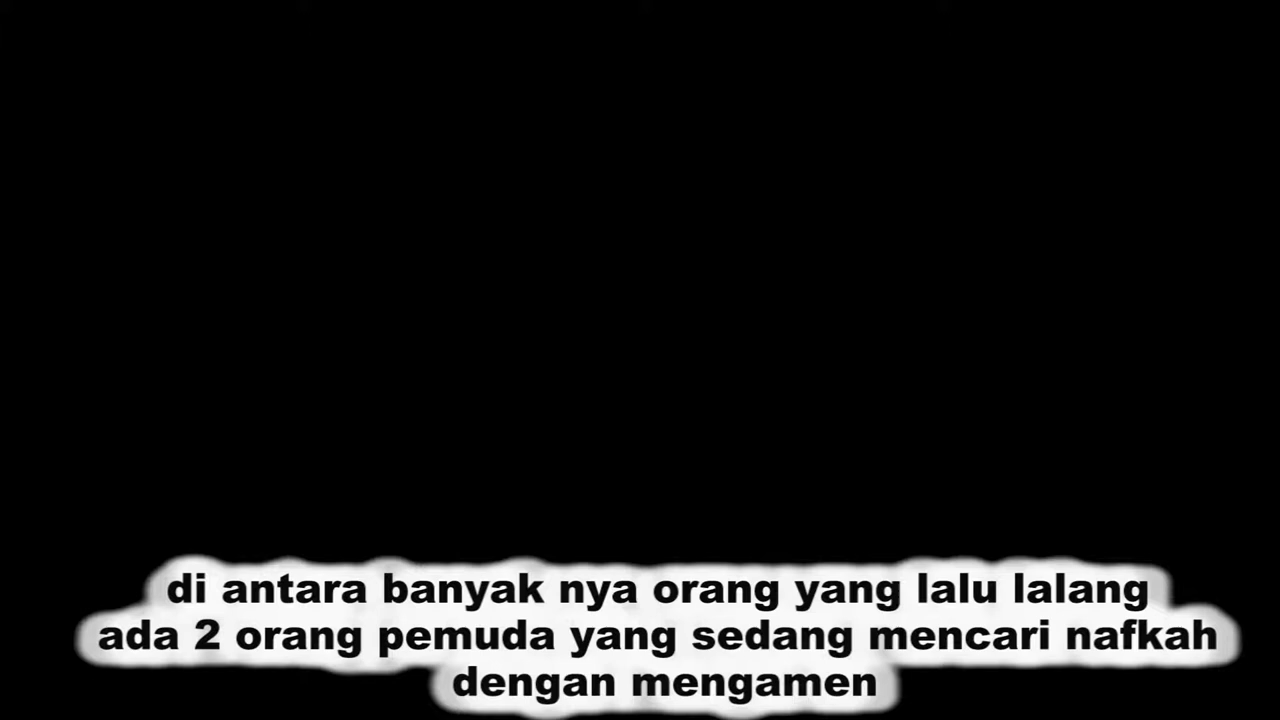 di antara banyak nya orang yang lalu lalang
ada 2 orang pemuda yang sedang mencari nafkah
dengan mengamen